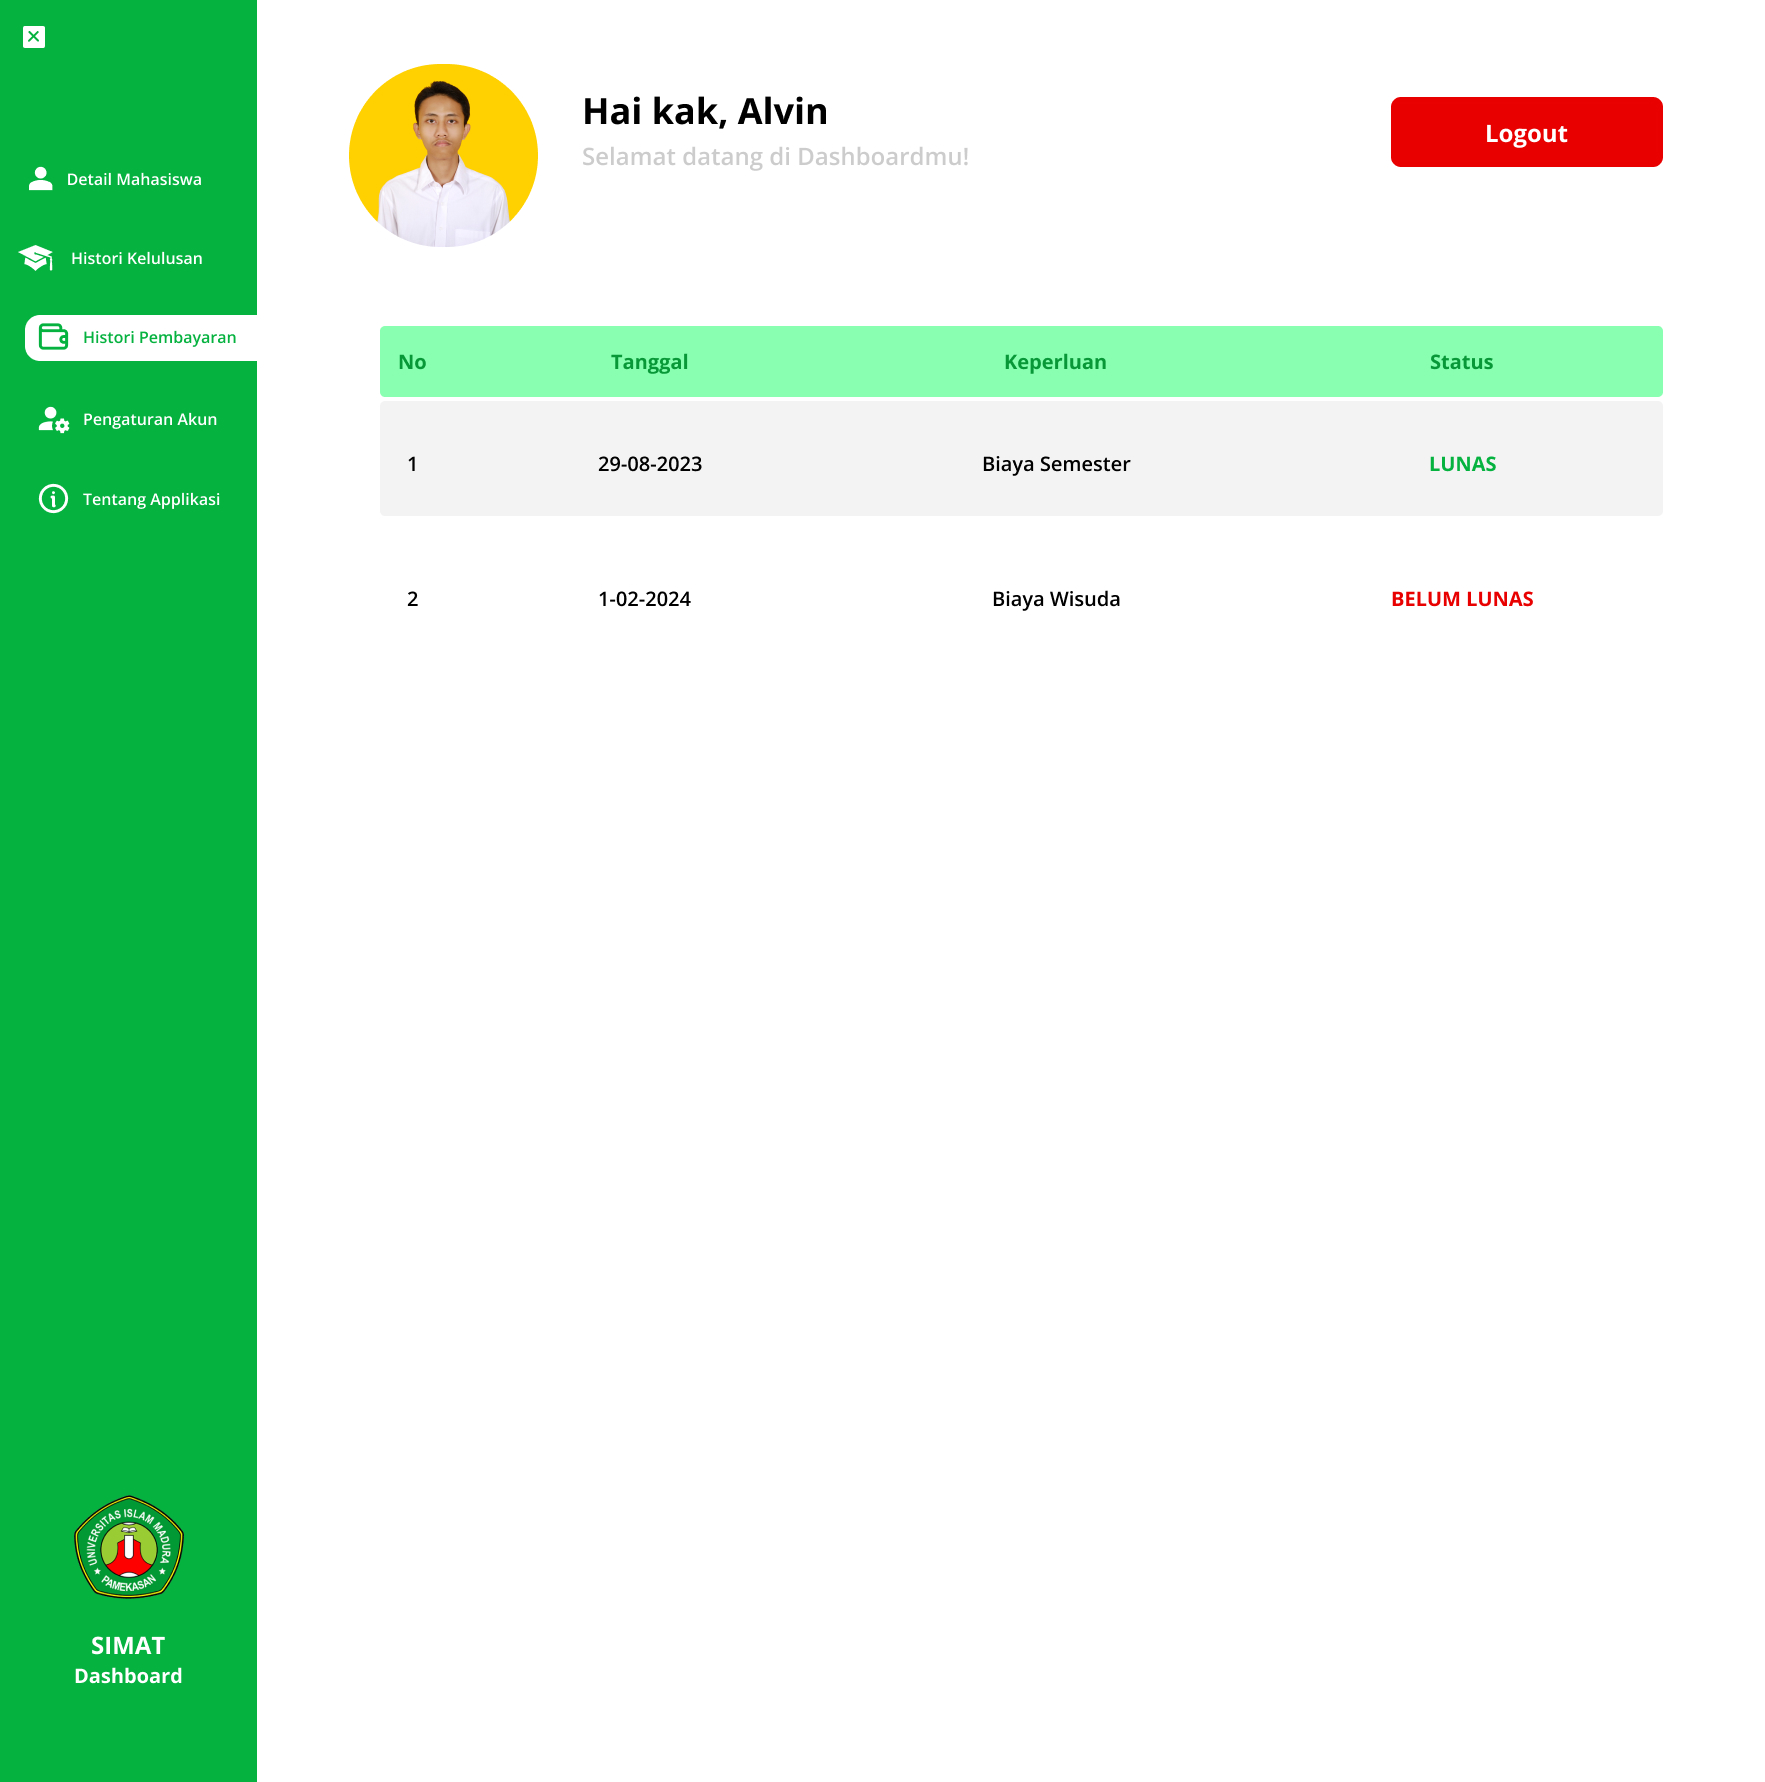 Hai kak, Alvin
Selamat datang di Dashboardmu!
Logout
Detail Mahasiswa
Histori Kelulusan
Histori Pembayaran
Pengaturan Akun
Tentang Applikasi
No Tanggal Keperluan Status
1 29-08-2023 Biaya Semester LUNAS
2 1-02-2024 Biaya Wisuda BELUM LUNAS
UNIVERSITAS ISLAM MADURA
PAMEKASAN
SIMAT
Dashboard